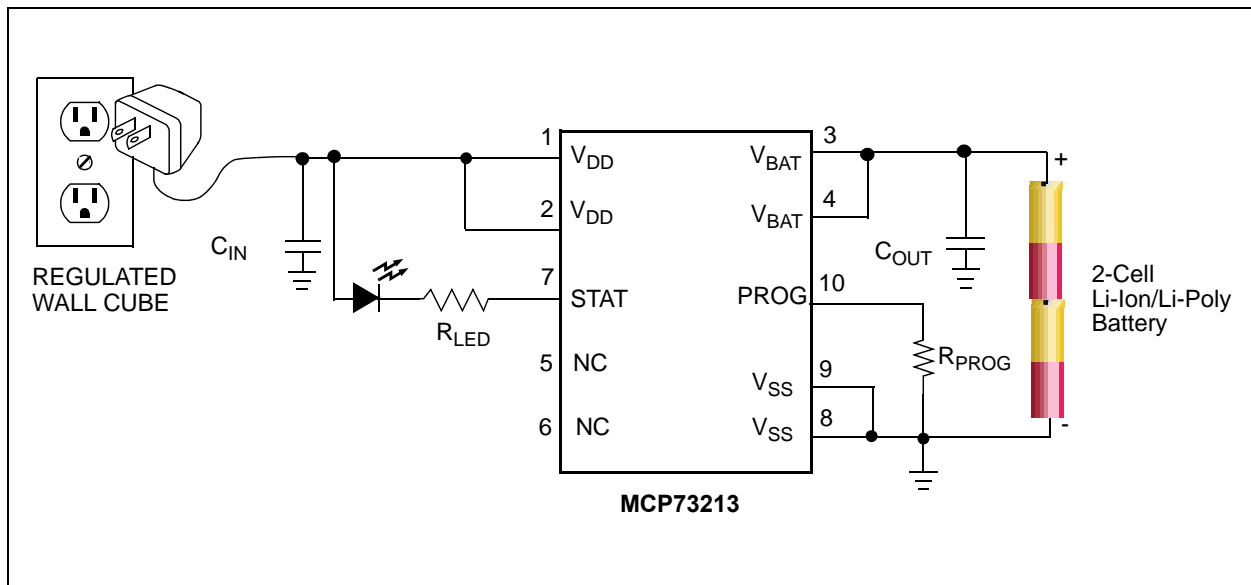 REGULATED
WALL CUBE
CIN
RLED
1
VDD
2
VDD
7
STAT
5
NC
6
NC
3
VBAT
4
VBAT
10
PROG
9
VSS
8
VSS
MCP73213
COUT
RPROG
+
-
2-Cell
Li-Ion/Li-Poly
Battery